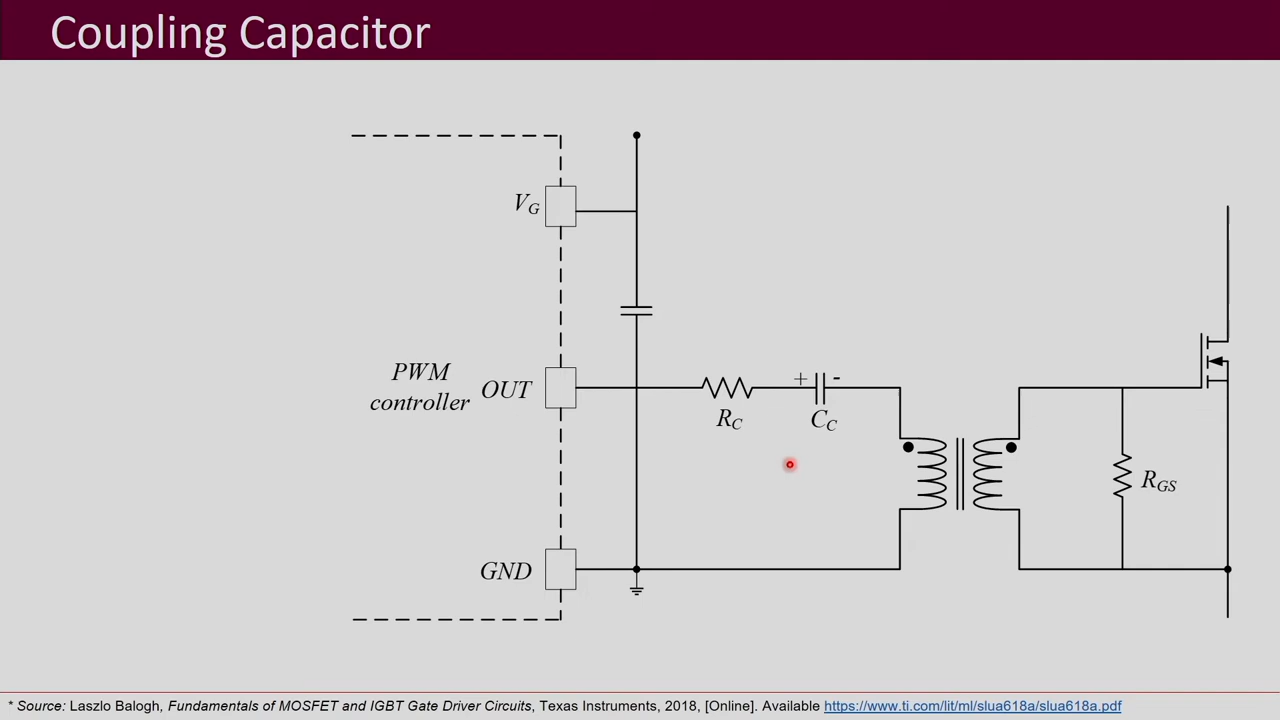 Coupling Capacitor
V_G
PWM
controller
OUT
+
-
R_C
C_C
R_GS
GND
* Source: Laszlo Balogh, Fundamentals of MOSFET and IGBT Gate Driver Circuits, Texas Instruments, 2018, [Online]. Available https://www.ti.com/lit/ml/slua618a/slua618a.pdf